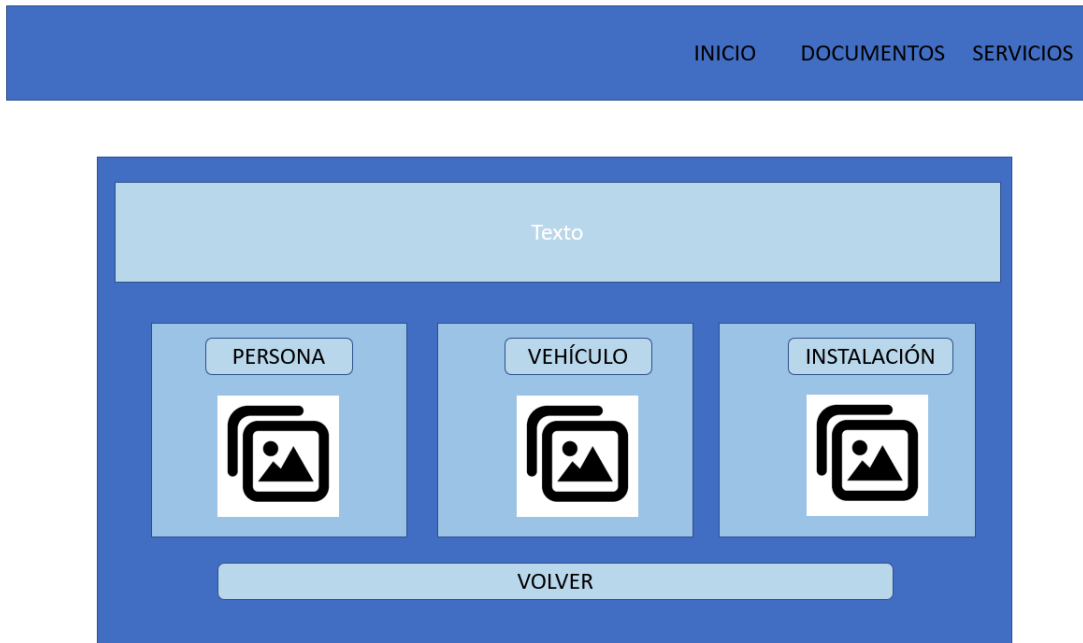 INICIO DOCUMENTOS SERVICIOS
Texto
PERSONA VEHÍCULO INSTALACIÓN
VOLVER